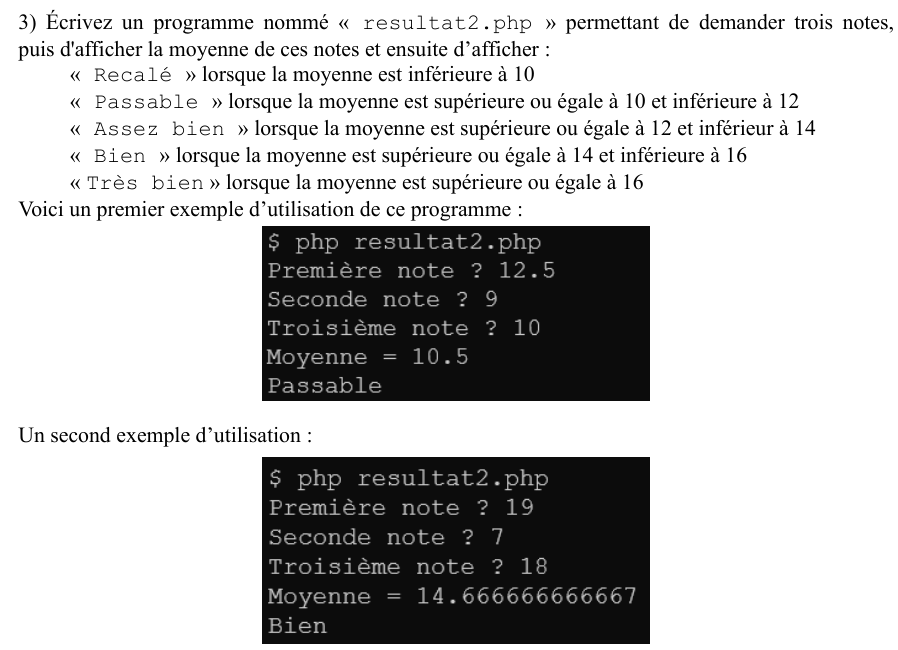 3) Écrivez un programme nommé « resultat2.php » permettant de demander trois notes,
puis d'afficher la moyenne de ces notes et ensuite d’afficher :
« Recalé » lorsque la moyenne est inférieure à 10
« Passable » lorsque la moyenne est supérieure ou égale à 10 et inférieure à 12
« Assez bien » lorsque la moyenne est supérieure ou égale à 12 et inférieur à 14
« Bien » lorsque la moyenne est supérieure ou égale à 14 et inférieure à 16
« Très bien » lorsque la moyenne est supérieure ou égale à 16
Voici un premier exemple d’utilisation de ce programme :
$ php resultat2.php
Première note ? 12.5
Seconde note ? 9
Troisième note ? 10
Moyenne = 10.5
Passable
Un second exemple d’utilisation :
$ php resultat2.php
Première note ? 19
Seconde note ? 7
Troisième note ? 18
Moyenne = 14.666666666667
Bien